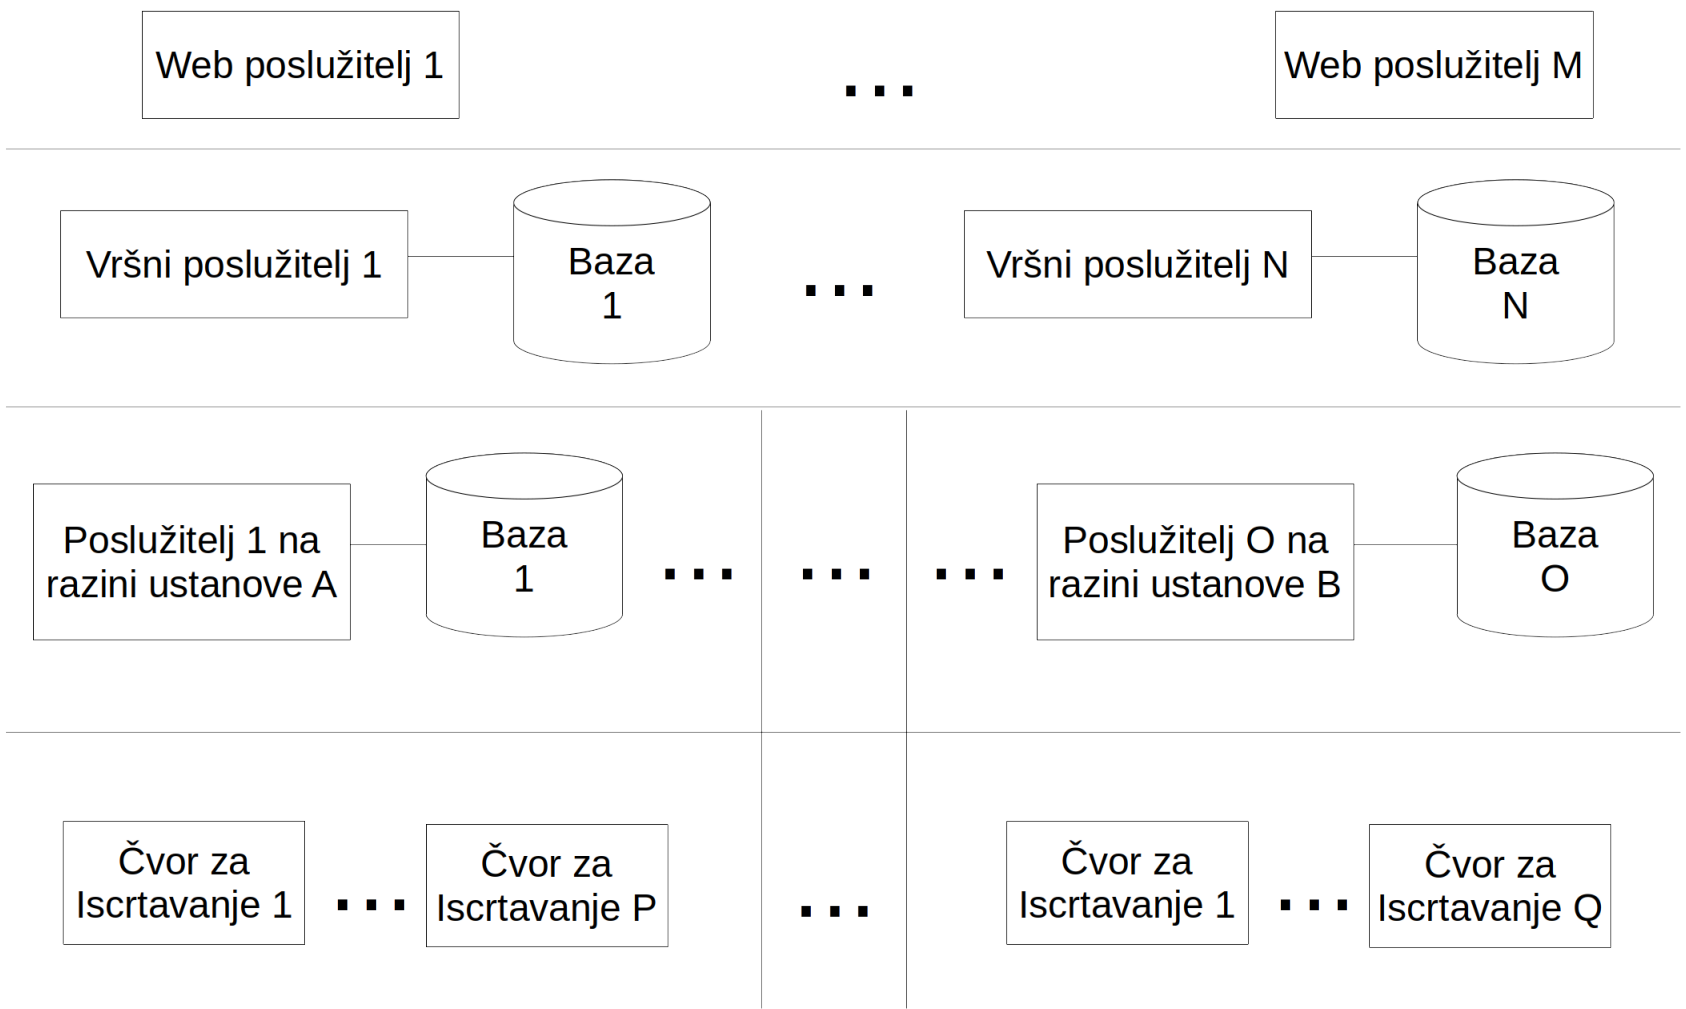 Web poslužitelj 1
...
Web poslužitelj M
Vršni poslužitelj 1
Baza
1
...
Vršni poslužitelj N
Baza
N
Poslužitelj 1 na
razini ustanove A
Baza
1
...
...
...
Poslužitelj O na
razini ustanove B
Baza
O
Čvor za
Iscrtavanje 1
...
Čvor za
Iscrtavanje P
...
Čvor za
Iscrtavanje 1
...
Čvor za
Iscrtavanje Q